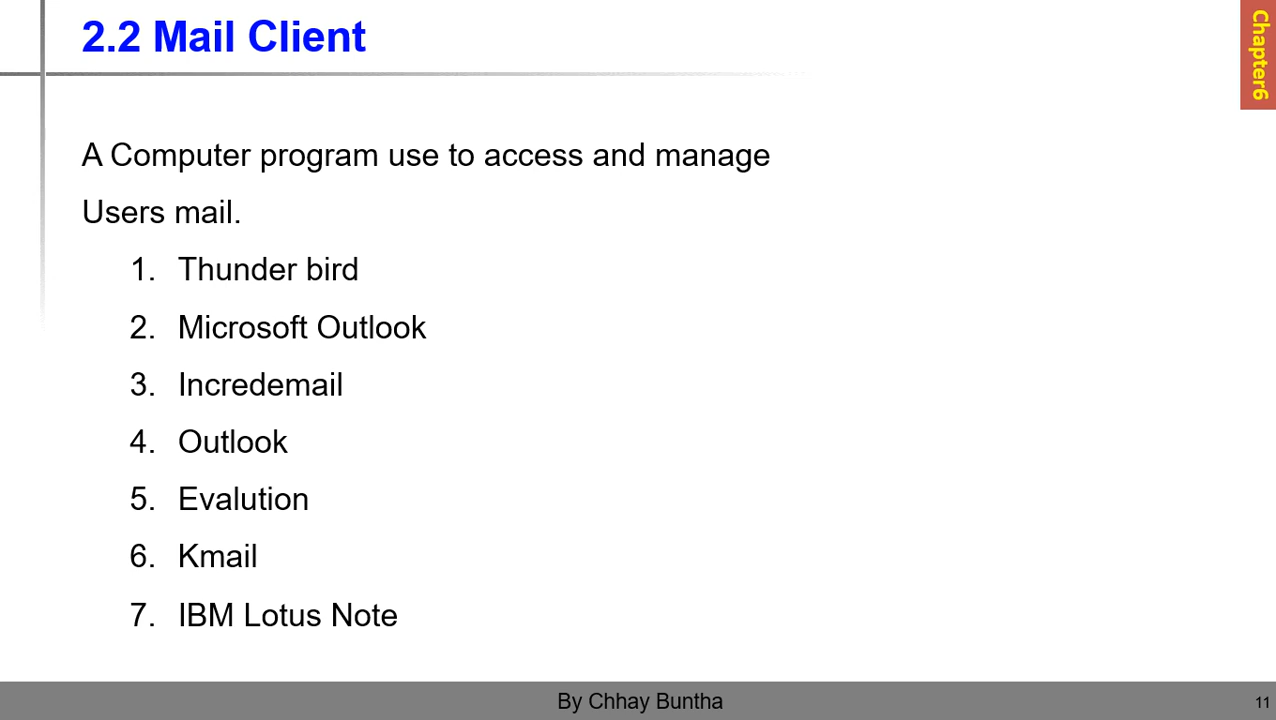 2.2 Mail Client
Chapter6
A Computer program use to access and manage
Users mail.
1. Thunder bird
2. Microsoft Outlook
3. Incredemail
4. Outlook
5. Evalution
6. Kmail
7. IBM Lotus Note
By Chhay Buntha
11